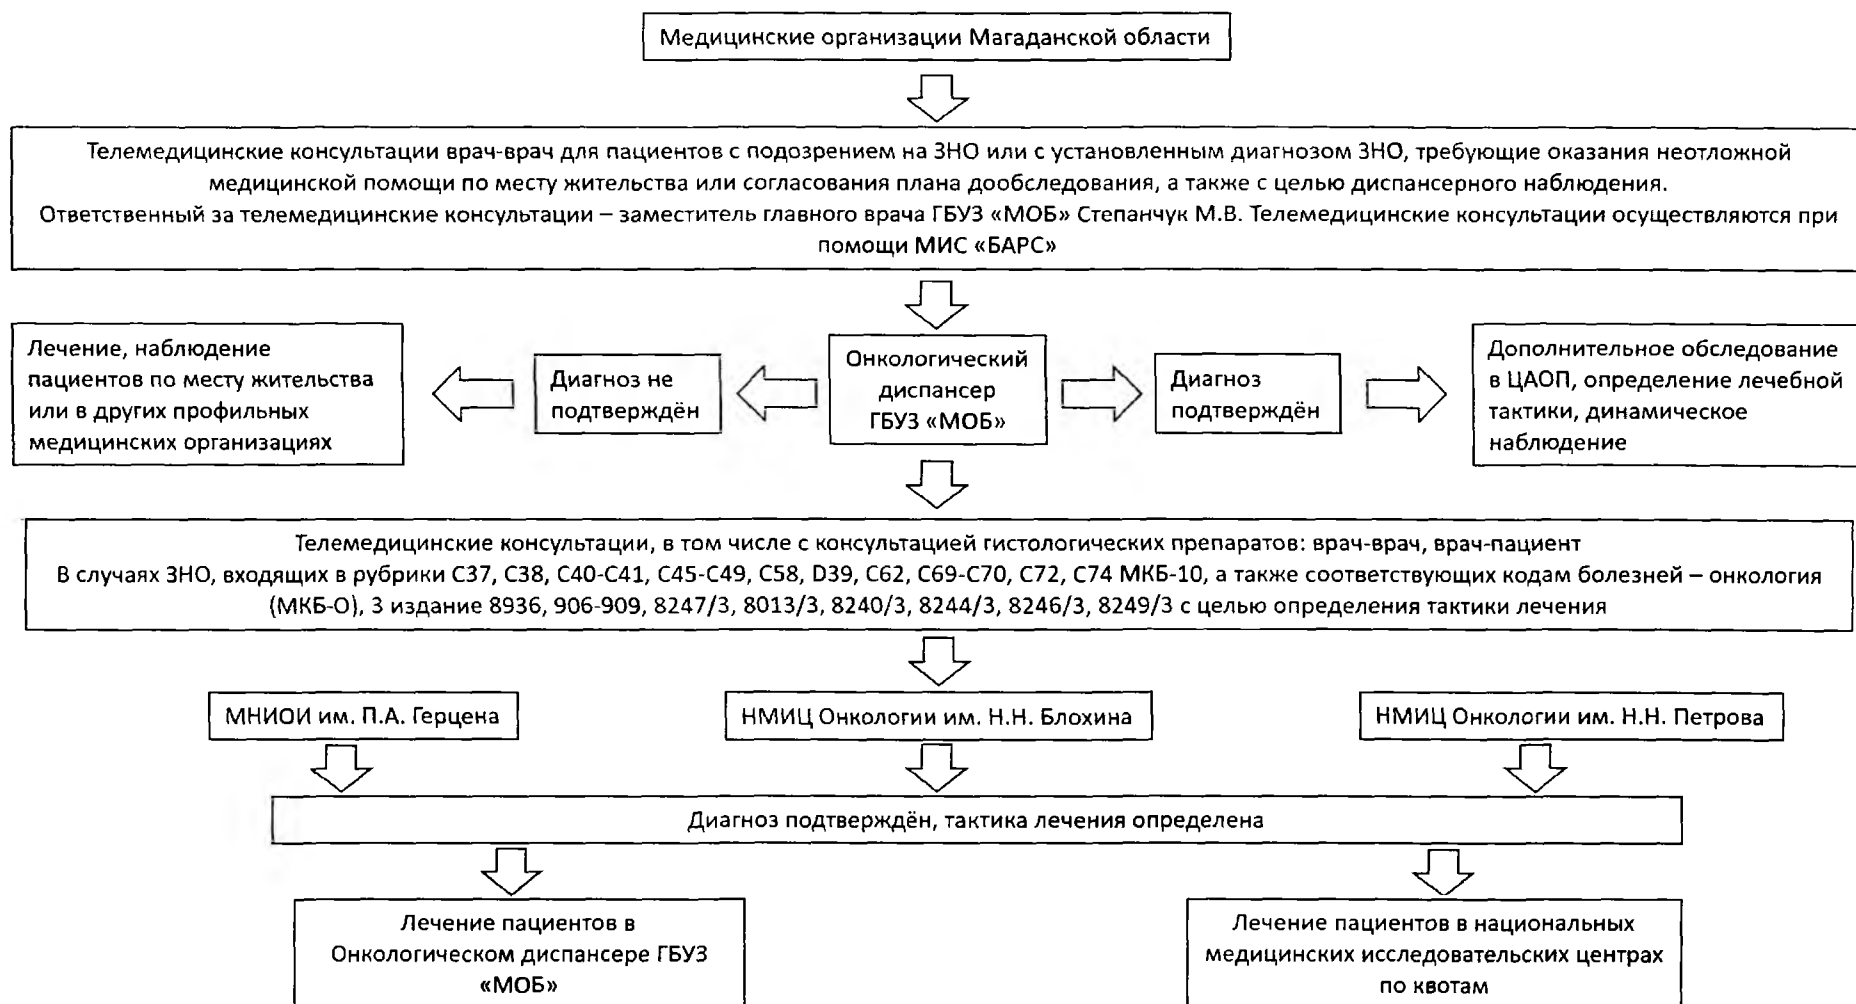 Медицинские организации Магаданской области
Телемедицинские консультации врач-врач для пациентов с подозрением на ЗНО или с установленным диагнозом ЗНО, требующие оказания неотложной
медицинской помощи по месту жительства или согласования плана дообследования, а также с целью диспансерного наблюдения.
Ответственный за телемедицинские консультации – заместитель главного врача ГБУЗ «МОБ» Степанчук М.В. Телемедицинские консультации осуществляются при
помощи МИС «БАРС»
Лечение, наблюдение
пациентов по месту жительства
или в других профильных
медицинских организациях
Диагноз не
подтверждён
Онкологический
диспансер
ГБУЗ «МОБ»
Диагноз
подтверждён
Дополнительное обследование
в ЦАОП, определение лечебной
тактики, динамическое
наблюдение
Телемедицинские консультации, в том числе с консультацией гистологических препаратов: врач-врач, врач-пациент
В случаях ЗНО, входящих в рубрики С37, С38, С40-С41, С45-С49, С58, D39, С62, С69-С70, С72, С74 МКБ-10, а также соответствующих кодам болезней – онкология
(МКБ-О), 3 издание 8936, 906-909, 8247/3, 8013/3, 8240/3, 8244/3, 8246/3, 8249/3 с целью определения тактики лечения
МНИОИ им. П.А. Герцена
НМИЦ Онкологии им. Н.Н. Блохина
НМИЦ Онкологии им. Н.Н. Петрова
Диагноз подтверждён, тактика лечения определена
Лечение пациентов в
Онкологическом диспансере ГБУЗ
«МОБ»
Лечение пациентов в национальных
медицинских исследовательских центрах
по квотам